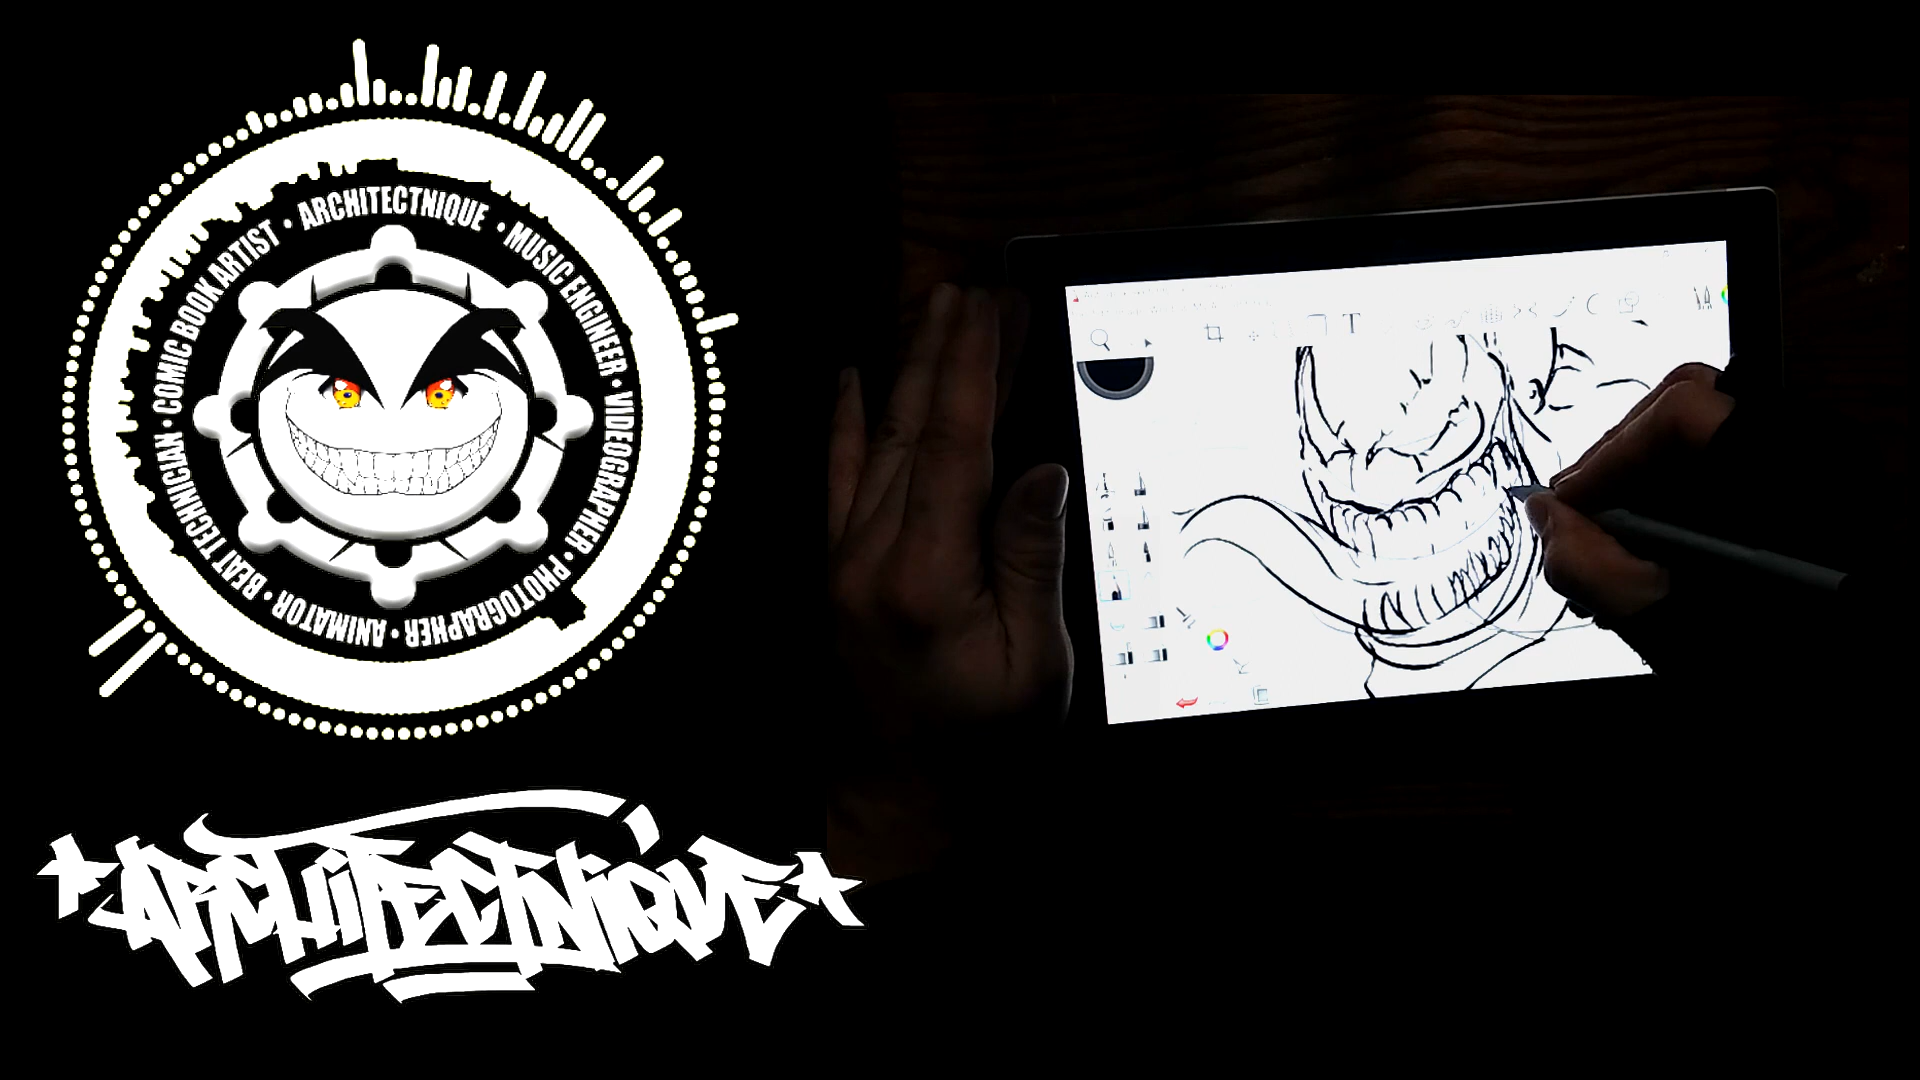 ARCHITECTNIQUE • MUSIC ENGINEER • VIDEOGRAPHER • PHOTOGRAPHER • ANIMATOR • BEAT TECHNICIAN • COMIC BOOK ARTIST •
T
ARCHITECTNIQUE